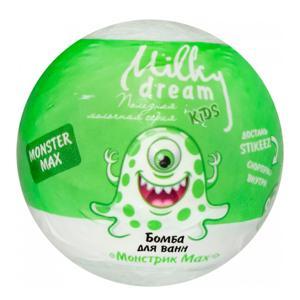 Milky
dream
KiDS
Полезная
молочная серия
MONSTER
MAX
ДОСТАНЬ
STIKEEZ
СЮРПРИЗ
ВНУТРИ
Бомба
для ванн
«Монстрик Max»